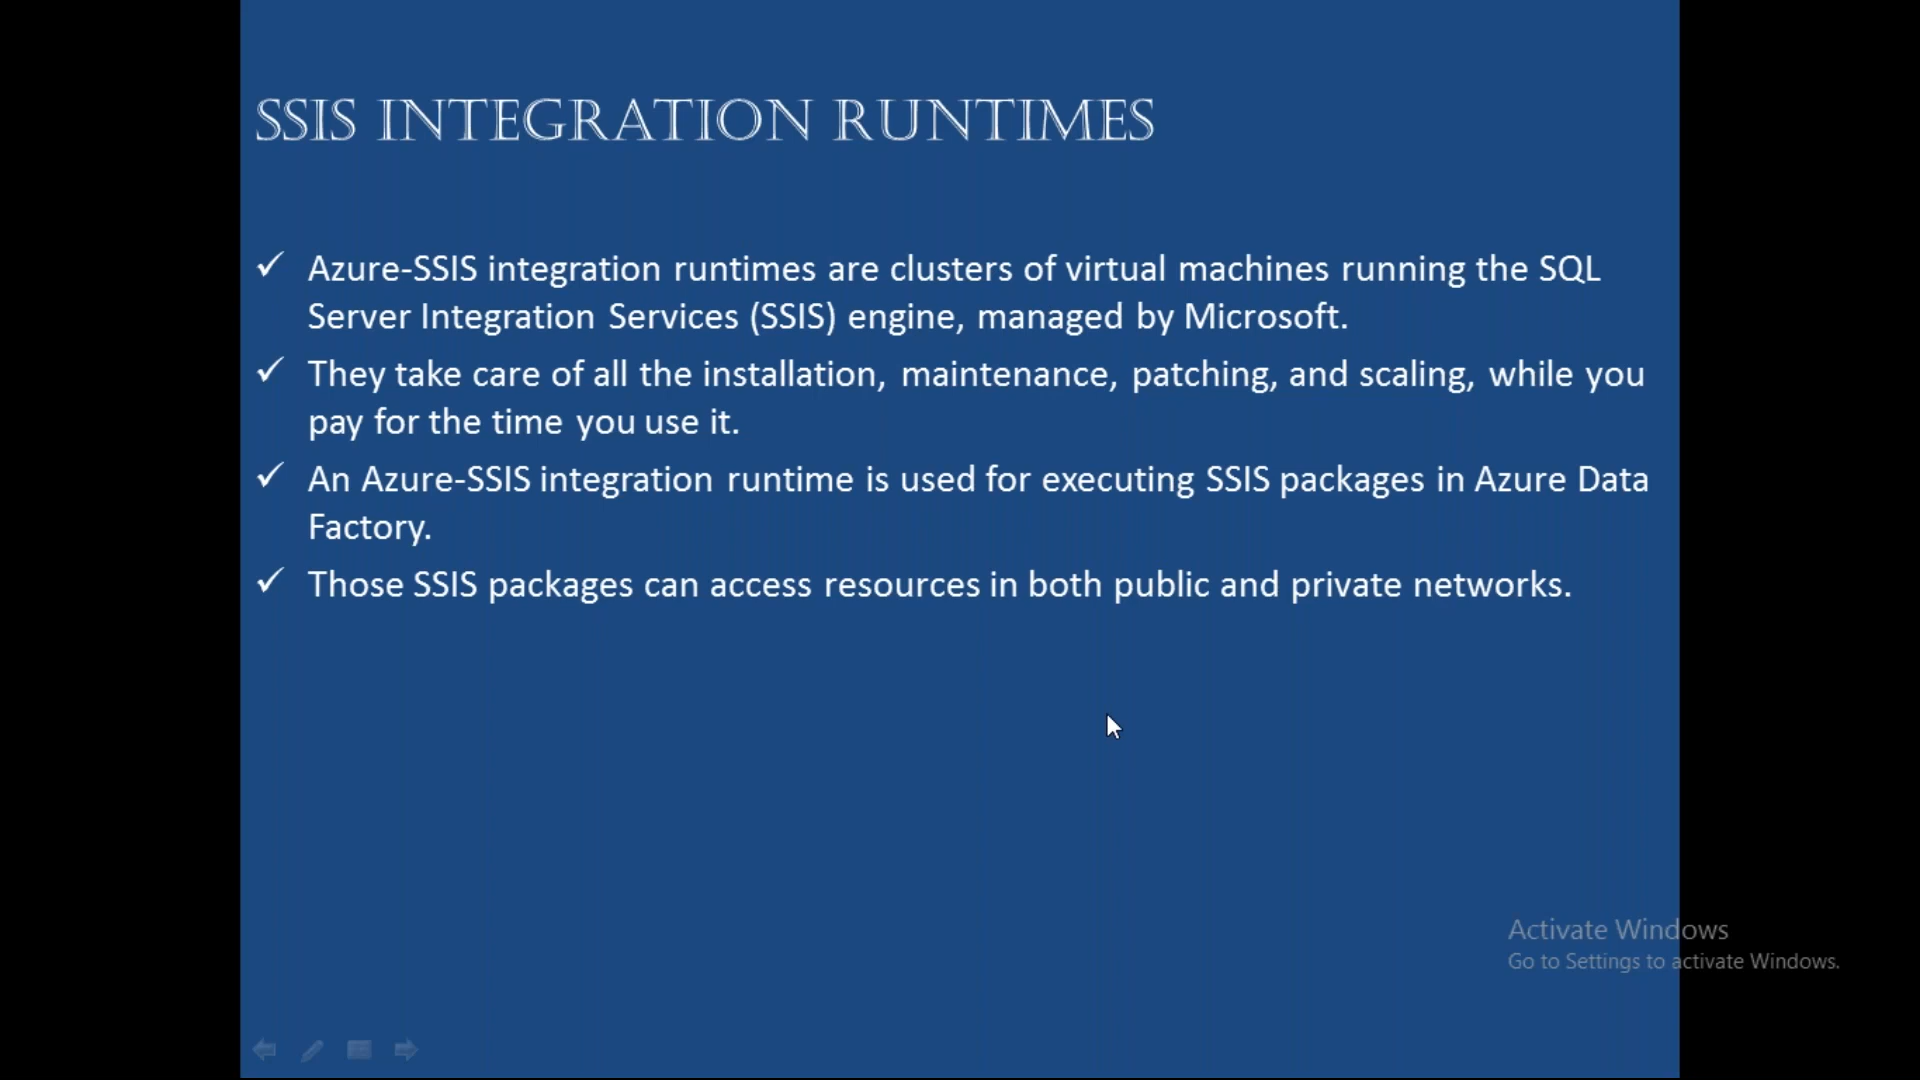 SSIS INTEGRATION RUNTIMES
✓ Azure-SSIS integration runtimes are clusters of virtual machines running the SQL
Server Integration Services (SSIS) engine, managed by Microsoft.
✓ They take care of all the installation, maintenance, patching, and scaling, while you
pay for the time you use it.
✓ An Azure-SSIS integration runtime is used for executing SSIS packages in Azure Data
Factory.
✓ Those SSIS packages can access resources in both public and private networks.
Activate Windows
Go to Settings to activate Windows.